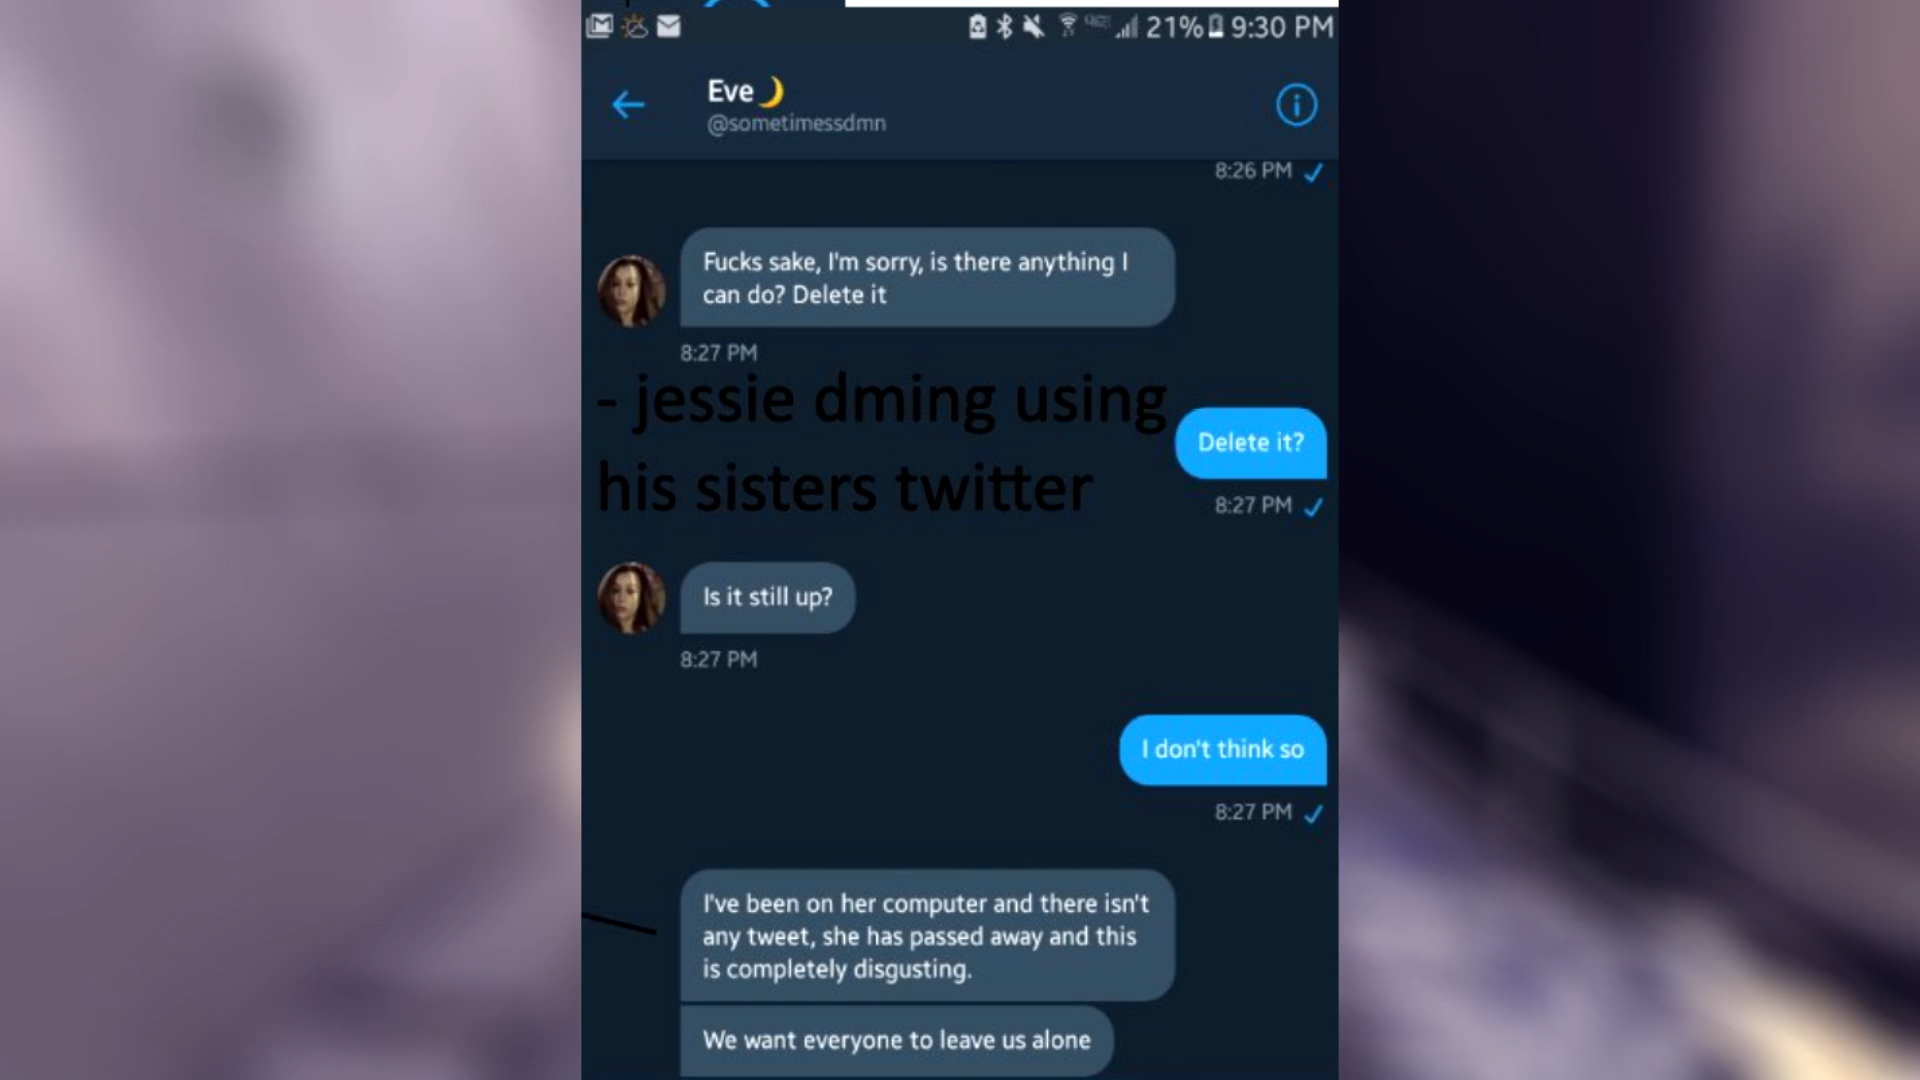 21% 9:30 PM
Eve🌙
@sometimessdmn
8:26 PM
Fucks sake, I'm sorry, is there anything I
can do? Delete it
8:27 PM
- jessie dming using
his sisters twitter
Delete it?
8:27 PM
Is it still up?
8:27 PM
I don't think so
8:27 PM
I've been on her computer and there isn't
any tweet, she has passed away and this
is completely disgusting.
We want everyone to leave us alone